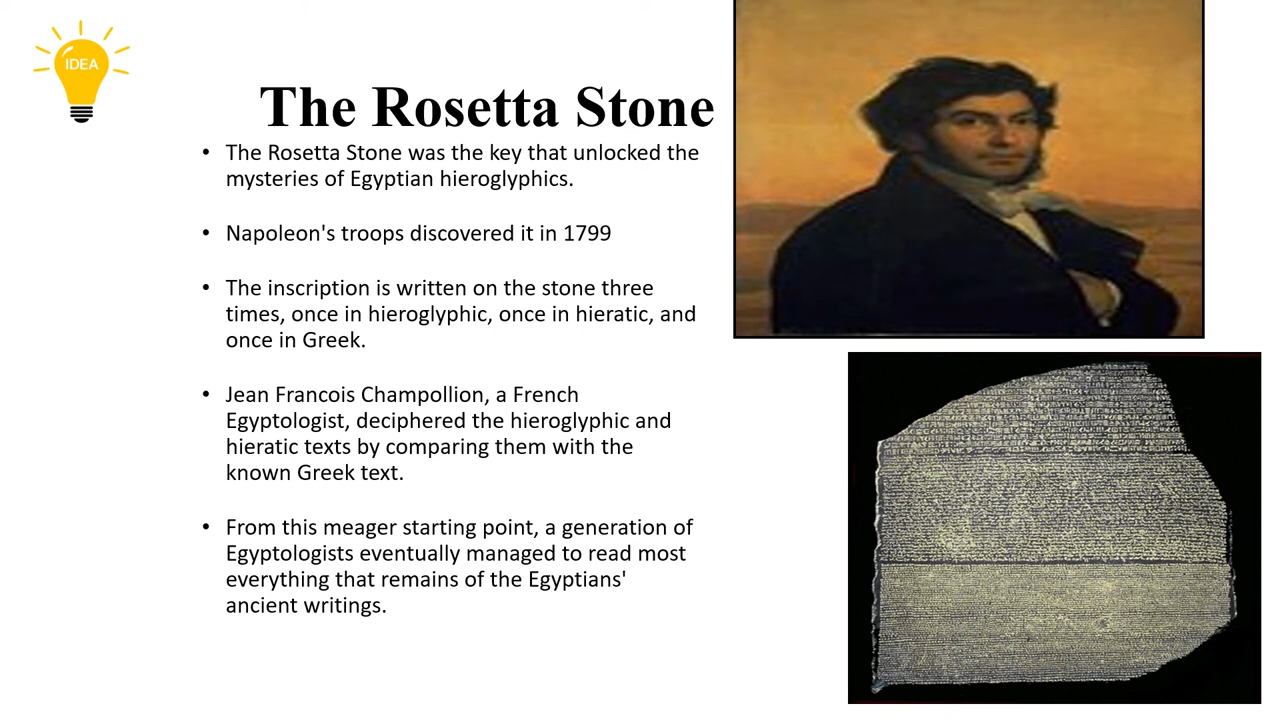 IDEA
The Rosetta Stone
• The Rosetta Stone was the key that unlocked the
mysteries of Egyptian hieroglyphics.
• Napoleon's troops discovered it in 1799
• The inscription is written on the stone three
times, once in hieroglyphic, once in hieratic, and
once in Greek.
• Jean Francois Champollion, a French
Egyptologist, deciphered the hieroglyphic and
hieratic texts by comparing them with the
known Greek text.
• From this meager starting point, a generation of
Egyptologists eventually managed to read most
everything that remains of the Egyptians'
ancient writings.